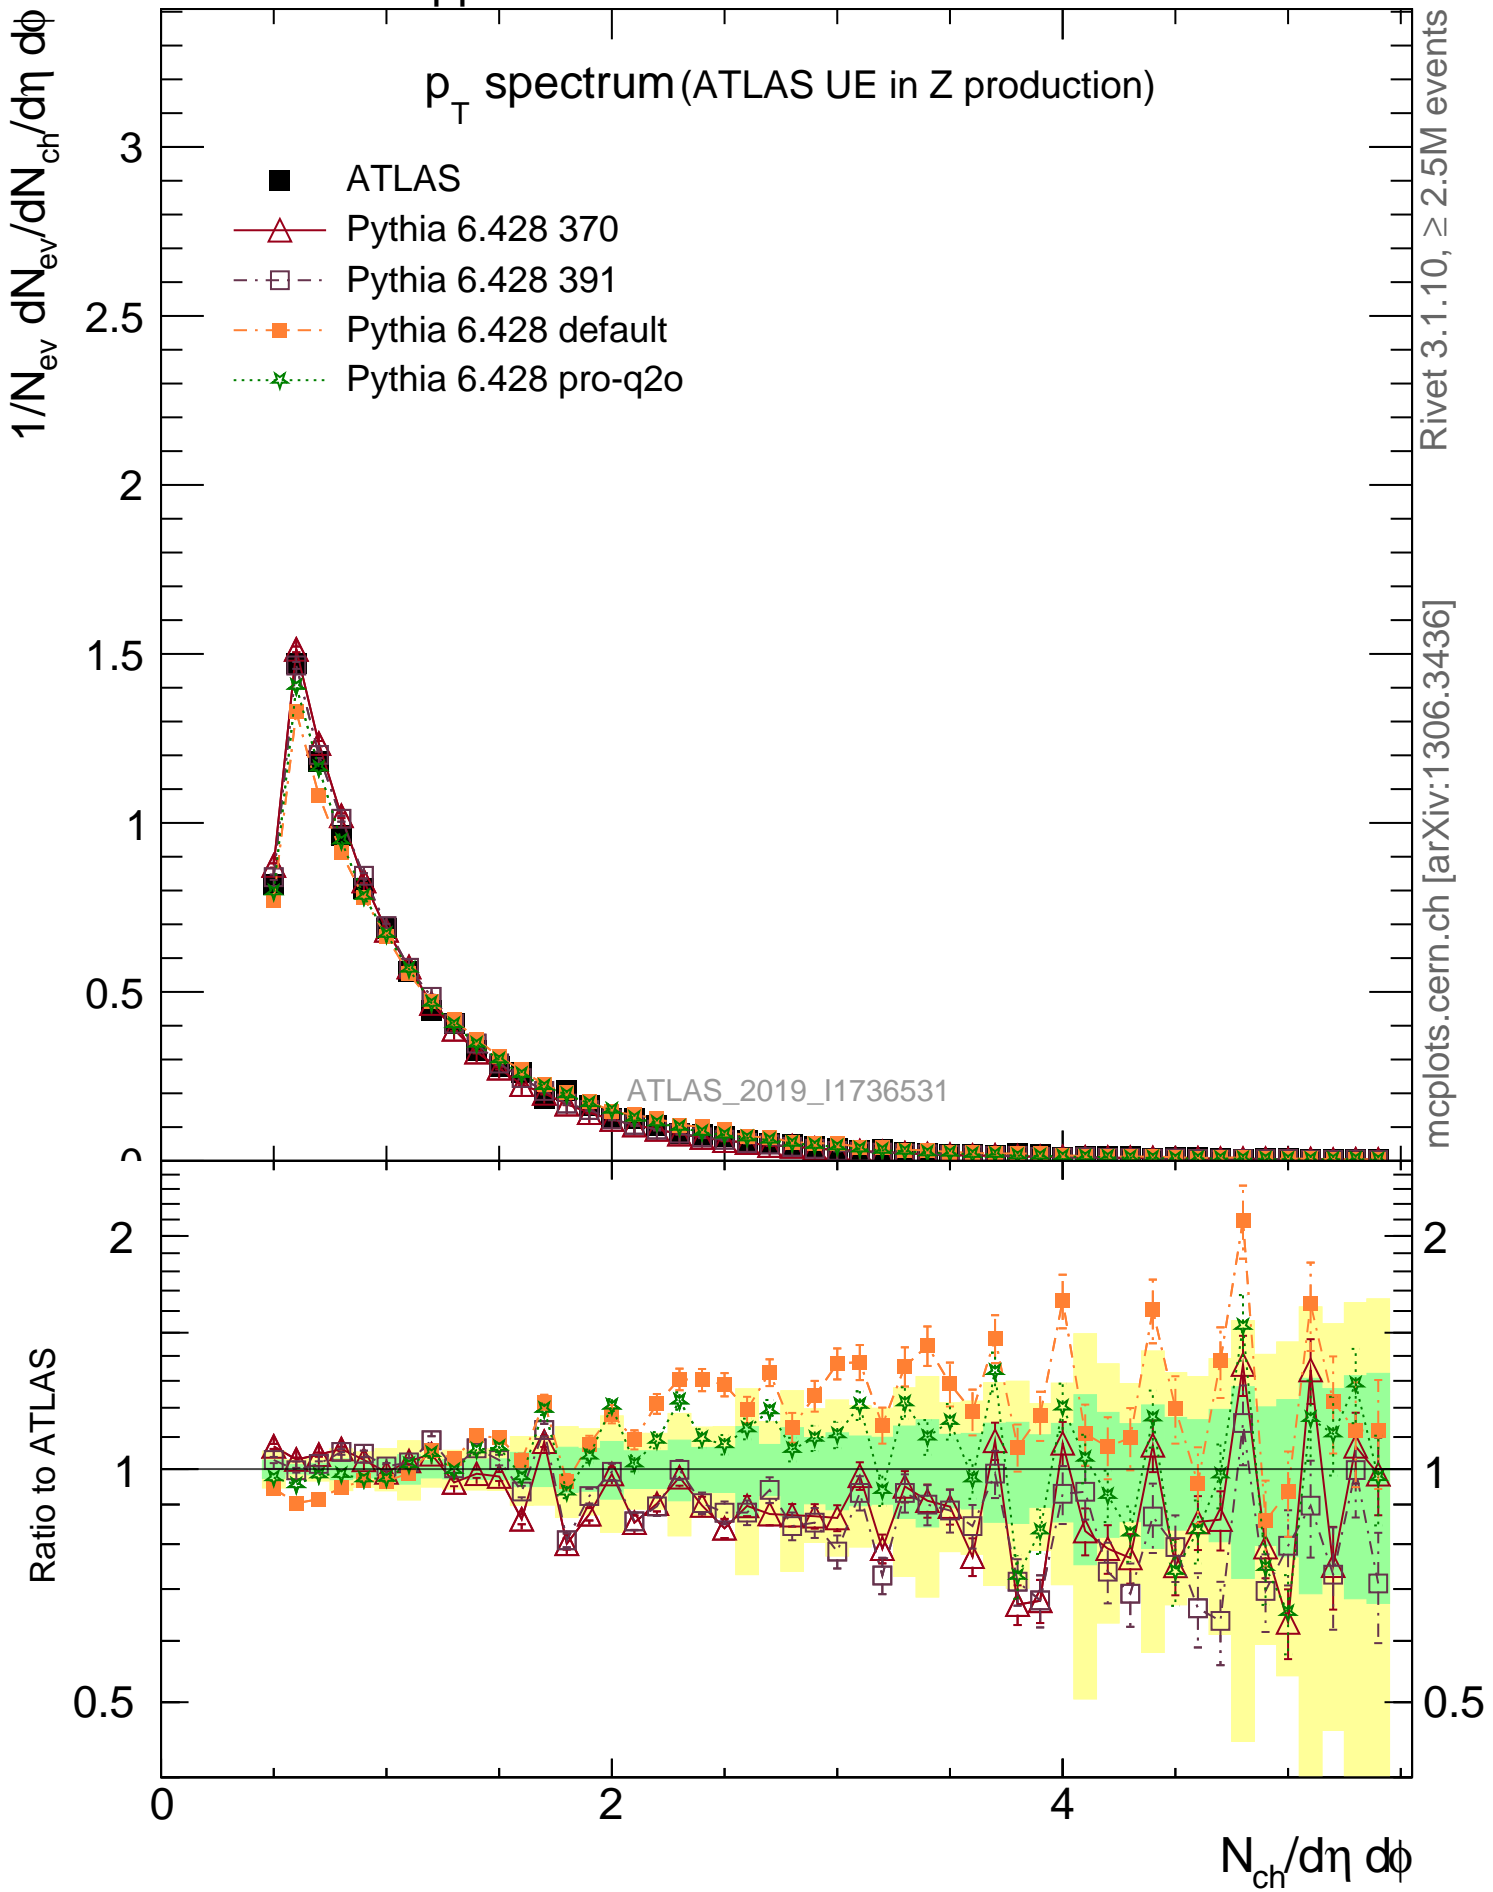 pp
1/N_ev dN_ev/dN_ch/dη dϕ
p_T spectrum (ATLAS UE in Z production)
ATLAS
Pythia 6.428 370
Pythia 6.428 391
Pythia 6.428 default
Pythia 6.428 pro-q2o
3
2.5
2
1.5
1
0.5
0
ATLAS_2019_I1736531
Rivet 3.1.10, ≥ 2.5M events
mcplots.cern.ch [arXiv:1306.3436]
Ratio to ATLAS
2
1
0.5
2
1
0.5
0
2
4
N_ch/dη dϕ